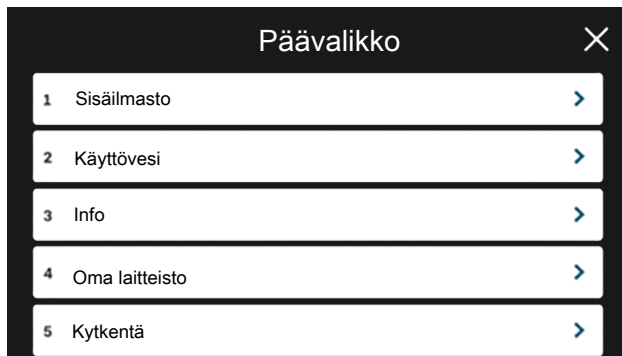 Päävalikko
1 Sisäilmasto
2 Käyttövesi
3 Info
4 Oma laitteisto
5 Kytkentä